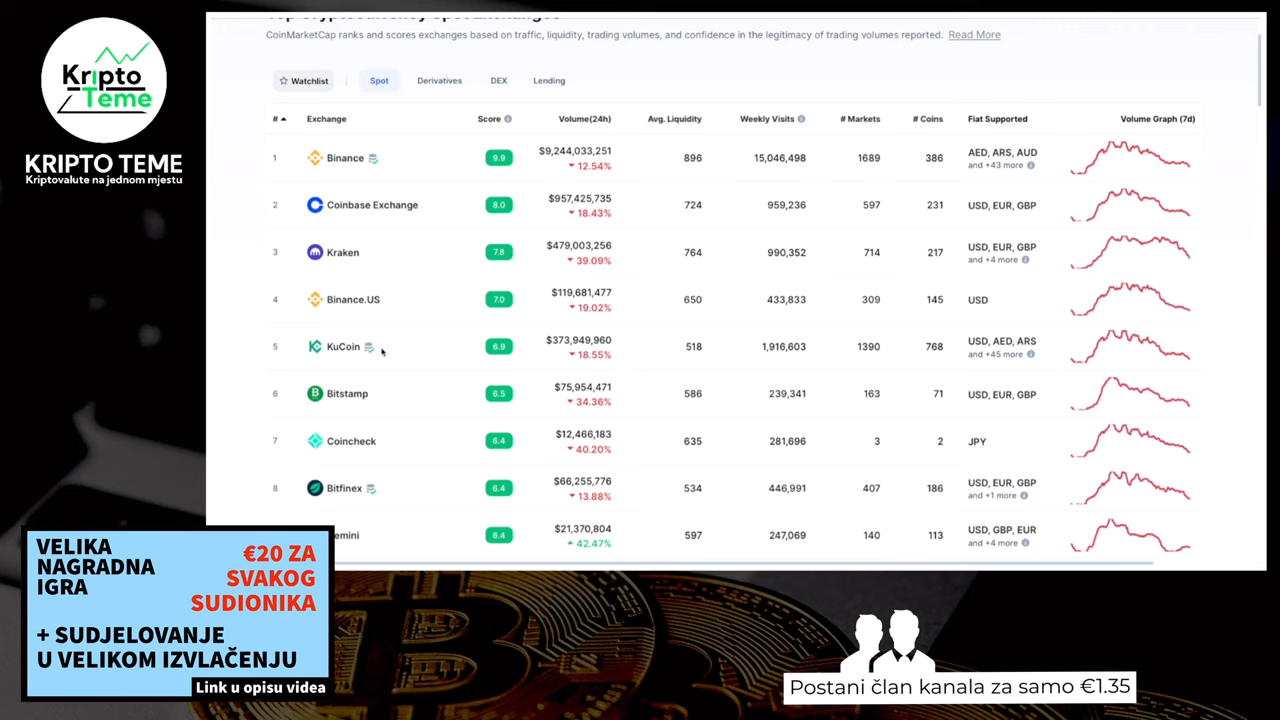 Kripto
Teme
KRIPTO TEME
Kriptovalute na jednom mjestu
Top Cryptocurrency Spot Exchanges
CoinMarketCap ranks and scores exchanges based on traffic, liquidity, trading volumes, and confidence in the legitimacy of trading volumes reported. Read More
Watchlist Spot Derivatives DEX Lending
# Exchange Score Volume(24h) Avg. Liquidity Weekly Visits # Markets # Coins Fiat Supported Volume Graph (7d)
1 Binance 9.9 $9,244,033,251 12.54% 896 15,046,498 1689 386 AED, ARS, AUD and +43 more
2 Coinbase Exchange 8.0 $957,425,735 18.43% 724 959,236 597 231 USD, EUR, GBP
3 Kraken 7.8 $479,003,256 39.09% 764 990,352 714 217 USD, EUR, GBP and +4 more
4 Binance.US 7.0 $119,681,477 19.02% 650 433,833 309 145 USD
5 KuCoin 6.9 $373,949,960 18.55% 518 1,916,603 1390 768 USD, AED, ARS and +45 more
6 Bitstamp 6.5 $75,954,471 34.36% 586 239,341 163 71 USD, EUR, GBP
7 Coincheck 6.4 $12,466,183 40.20% 635 281,696 3 2 JPY
8 Bitfinex 6.4 $66,255,776 13.88% 534 446,991 407 186 USD, EUR, GBP and +1 more
emini 6.4 $21,370,804 42.47% 597 247,069 140 113 USD, GBP, EUR and +4 more
VELIKA
NAGRADNA
IGRA
€20 ZA
SVAKOG
SUDIONIKA
+ SUDJELOVANJE
U VELIKOM IZVLAČENJU
Link u opisu videa
Postani član kanala za samo €1.35